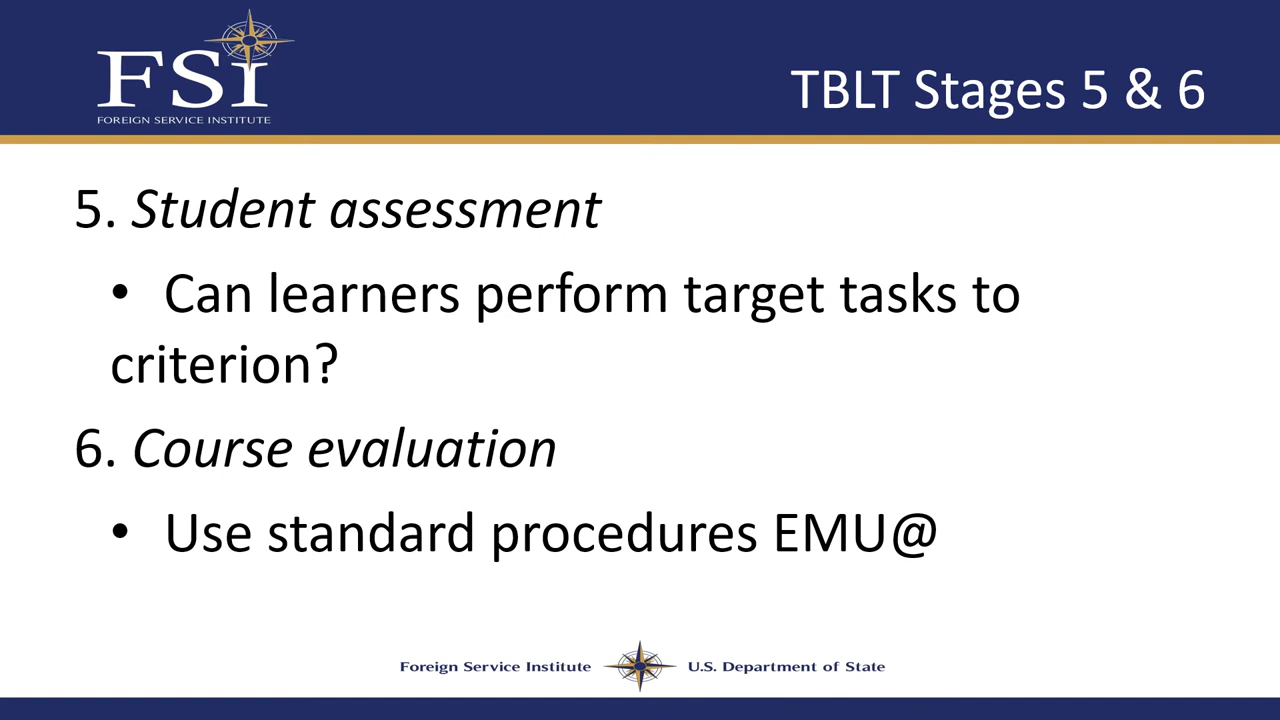 FSI
FOREIGN SERVICE INSTITUTE
TBLT Stages 5 & 6
5. Student assessment
• Can learners perform target tasks to
criterion?
6. Course evaluation
• Use standard procedures EMU@
Foreign Service Institute U.S. Department of State